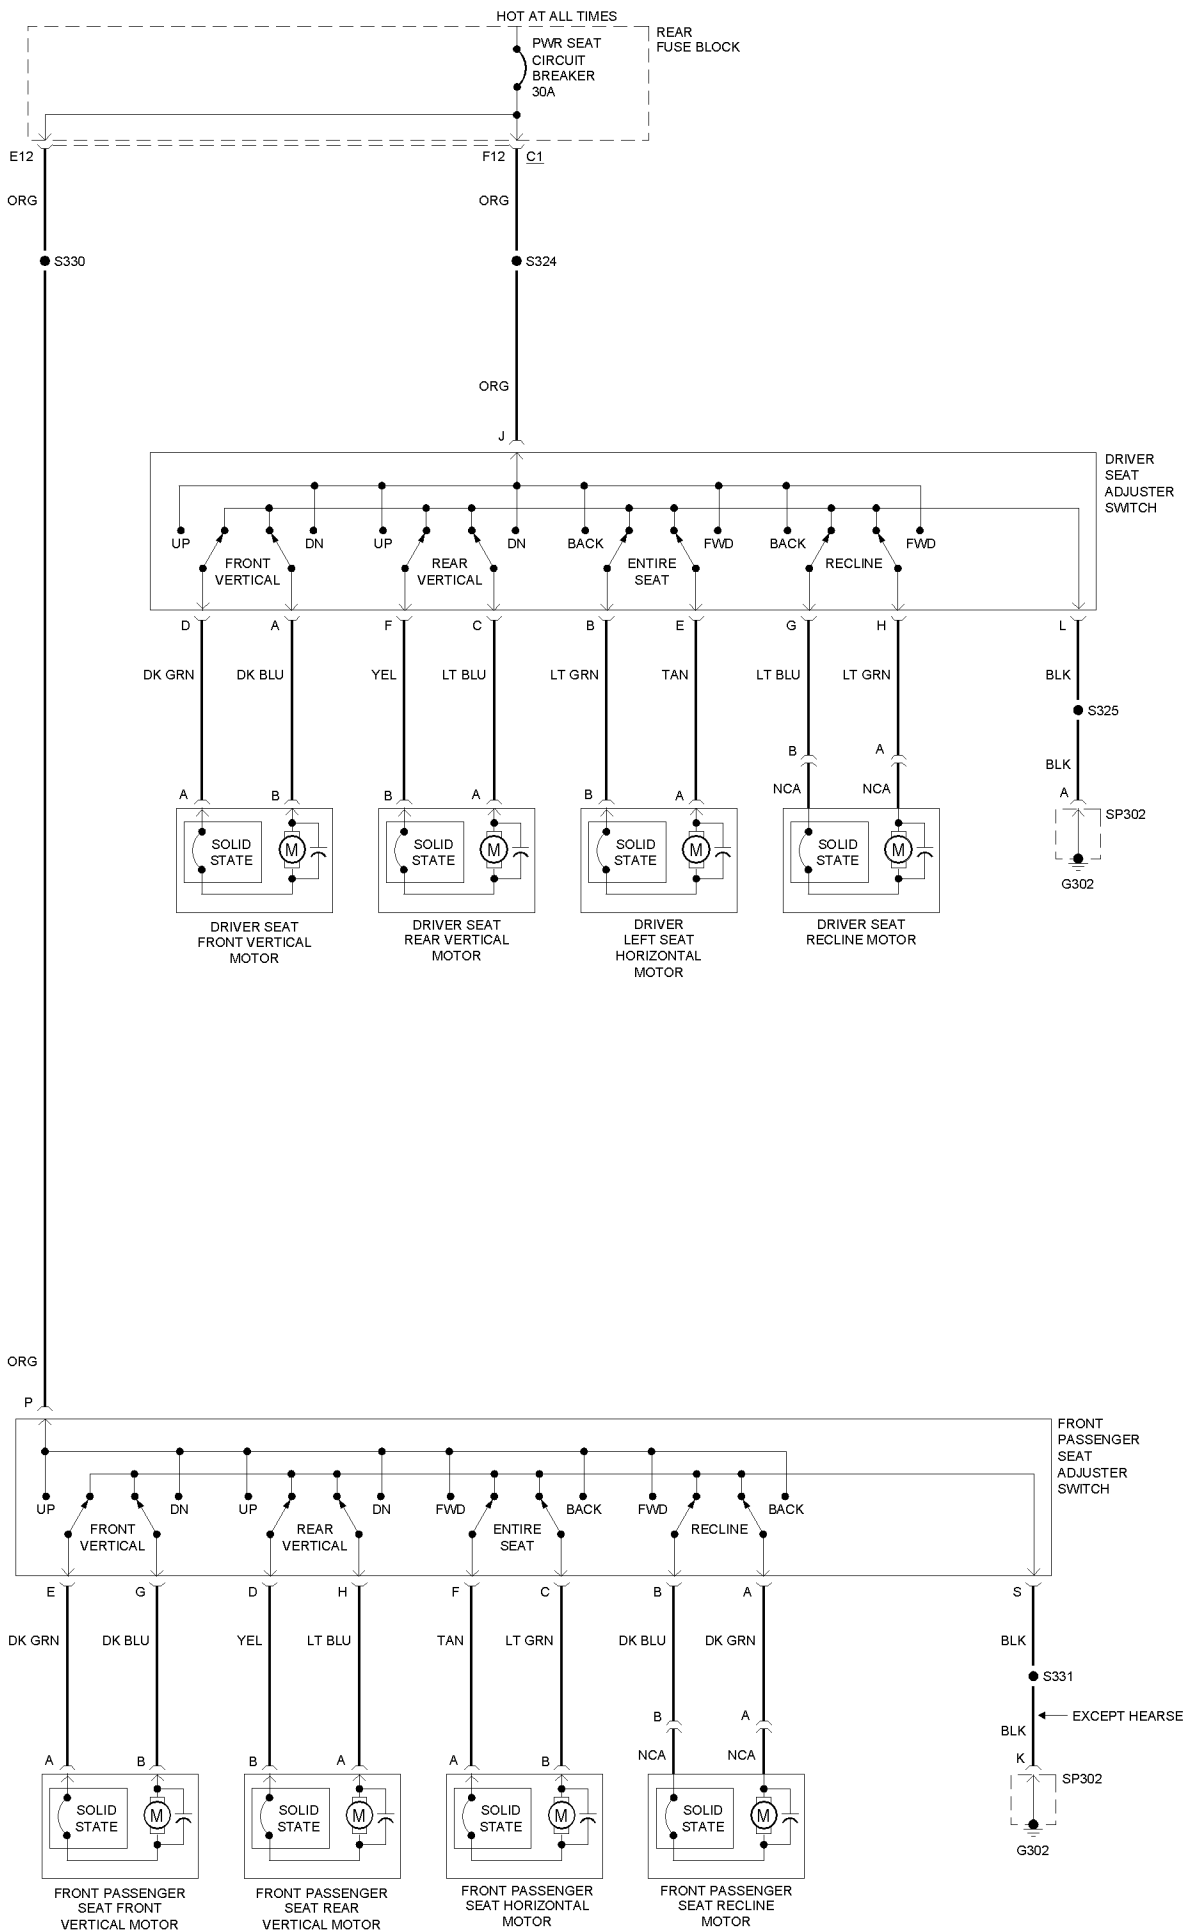 HOT AT ALL TIMES
REAR
FUSE BLOCK
PWR SEAT
CIRCUIT
BREAKER
30A
E12
F12
C1
ORG
ORG
S330
S324
ORG
J
DRIVER
SEAT
ADJUSTER
SWITCH
UP
DN
UP
DN
BACK
FWD
BACK
FWD
FRONT
VERTICAL
REAR
VERTICAL
ENTIRE
SEAT
RECLINE
D
A
F
C
B
E
G
H
L
DK GRN
DK BLU
YEL
LT BLU
LT GRN
TAN
LT BLU
LT GRN
BLK
S325
B
A
BLK
NCA
NCA
A
B
B
A
B
A
A
SP302
SOLID
STATE
M
SOLID
STATE
M
SOLID
STATE
M
SOLID
STATE
M
G302
DRIVER SEAT
FRONT VERTICAL
MOTOR
DRIVER SEAT
REAR VERTICAL
MOTOR
DRIVER
LEFT SEAT
HORIZONTAL
MOTOR
DRIVER SEAT
RECLINE MOTOR
ORG
P
FRONT
PASSENGER
SEAT
ADJUSTER
SWITCH
UP
DN
UP
DN
FWD
BACK
FWD
BACK
FRONT
VERTICAL
REAR
VERTICAL
ENTIRE
SEAT
RECLINE
E
G
D
H
F
C
B
A
S
DK GRN
DK BLU
YEL
LT BLU
TAN
LT GRN
DK BLU
DK GRN
BLK
S331
B
A
EXCEPT HEARSE
BLK
NCA
NCA
A
B
B
A
A
B
K
SP302
SOLID
STATE
M
SOLID
STATE
M
SOLID
STATE
M
SOLID
STATE
M
G302
FRONT PASSENGER
SEAT FRONT
VERTICAL MOTOR
FRONT PASSENGER
SEAT REAR
VERTICAL MOTOR
FRONT PASSENGER
SEAT HORIZONTAL
MOTOR
FRONT PASSENGER
SEAT RECLINE
MOTOR